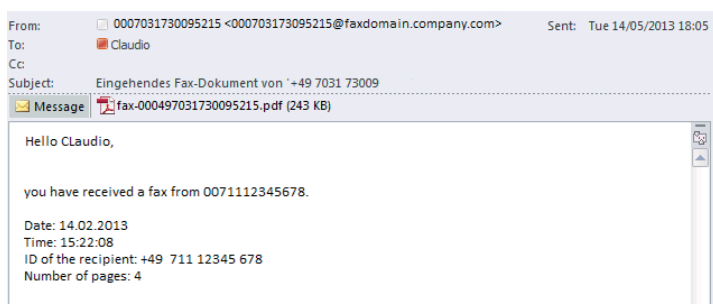 From: 0007031730095215 <000703173095215@faxdomain.company.com> Sent: Tue 14/05/2013 18:05
To: Claudio
Cc:
Subject: Eingehendes Fax-Dokument von '+49 7031 73009
Message fax-000497031730095215.pdf (243 KB)
Hello CLaudio,
you have received a fax from 0071112345678.
Date: 14.02.2013
Time: 15:22:08
ID of the recipient: +49 711 12345 678
Number of pages: 4